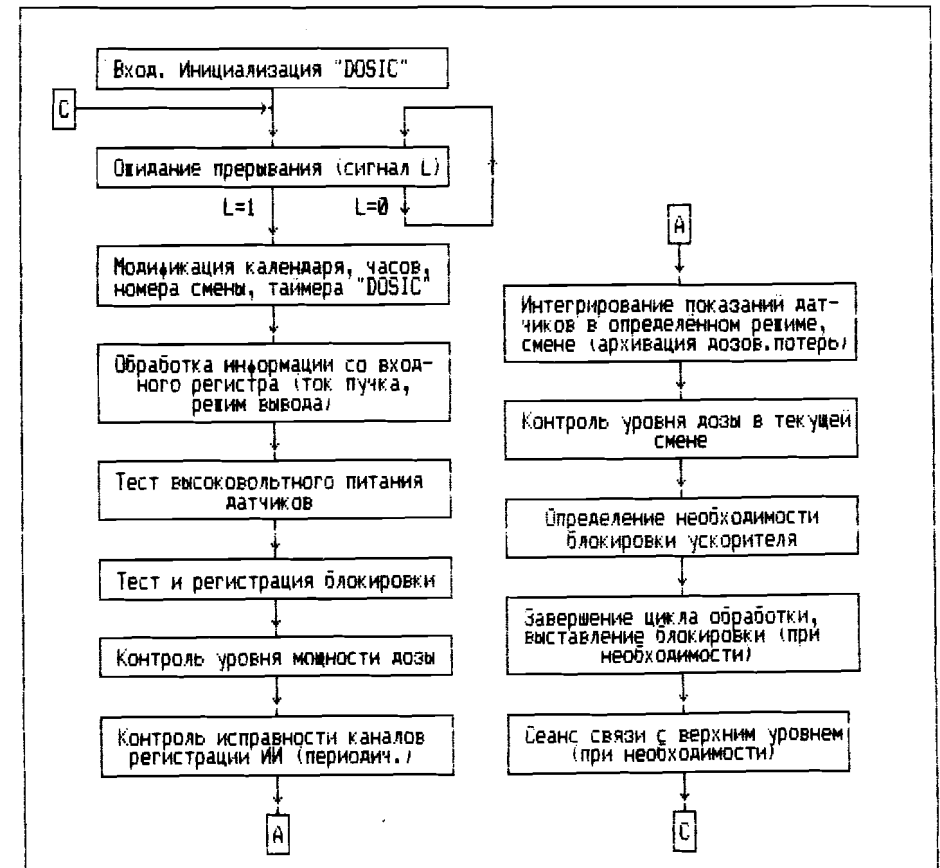 Вход. Инициализация "DOSIC"
C
Ожидание прерывания (сигнал L)
L=1
L=0
Модификация календаря, часов,
номера смены, таймера "DOSIC"
Обработка информации со вход-
ного регистра (ток пучка,
режим вывода)
Тест высоковольтного питания
датчиков
Тест и регистрация блокировки
Контроль уровня мощности дозы
Контроль исправности каналов
регистрации ИИ (периодич.)
A
A
Интегрирование показаний дат-
чиков в определённом режиме,
смене (архивация дозов.потерь)
Контроль уровня дозы в текущей
смене
Определение необходимости
блокировки ускорителя
Завершение цикла обработки,
выставление блокировки (при
необходимости)
Сеанс связи с верхним уровнем
(при необходимости)
C